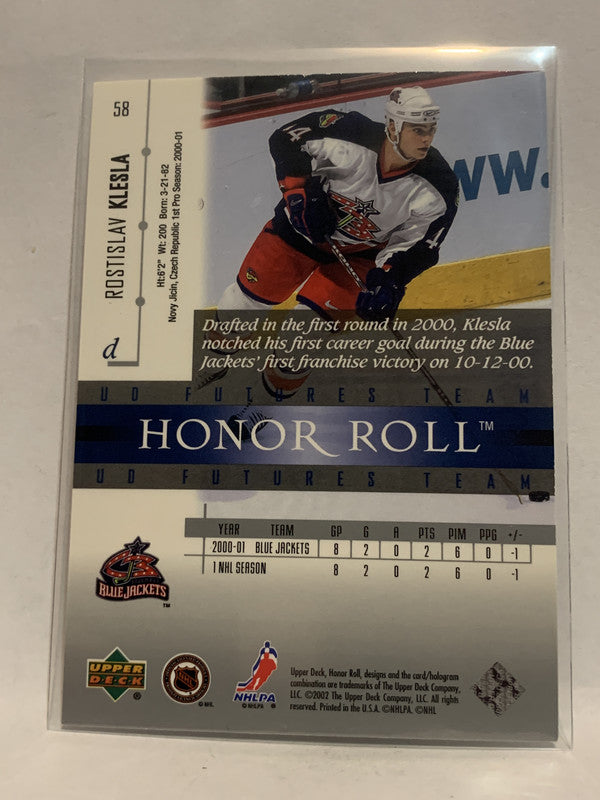 58
ROSTISLAV KLESLA
d
Ht:6'2" Wt: 200 Born: 3-21-82
Novy Jicin, Czech Republic 1st Pro Season: 2000-01
44
44
WW.
Drafted in the first round in 2000, Klesla
notched his first career goal during the Blue
Jackets' first franchise victory on 10-12-00.
UD FUTURES TEAM
HONOR ROLL™
UD FUTURES TEAM
YEAR TEAM GP G A PTS PIM PPG +/-
2000-01 BLUE JACKETS 8 2 0 2 6 0 -1
1 NHL SEASON 8 2 0 2 6 0 -1
BLUE JACKETS
™
UPPER DECK ®
NHL
©NHL
NHLPA
©NHLPA ®
Upper Deck, Honor Roll, designs and the card/hologram
combination are trademarks of The Upper Deck Company,
LLC. ©2002 The Upper Deck Company, LLC. All rights
reserved. Printed in the U.S.A. ©NHLPA. ©NHL